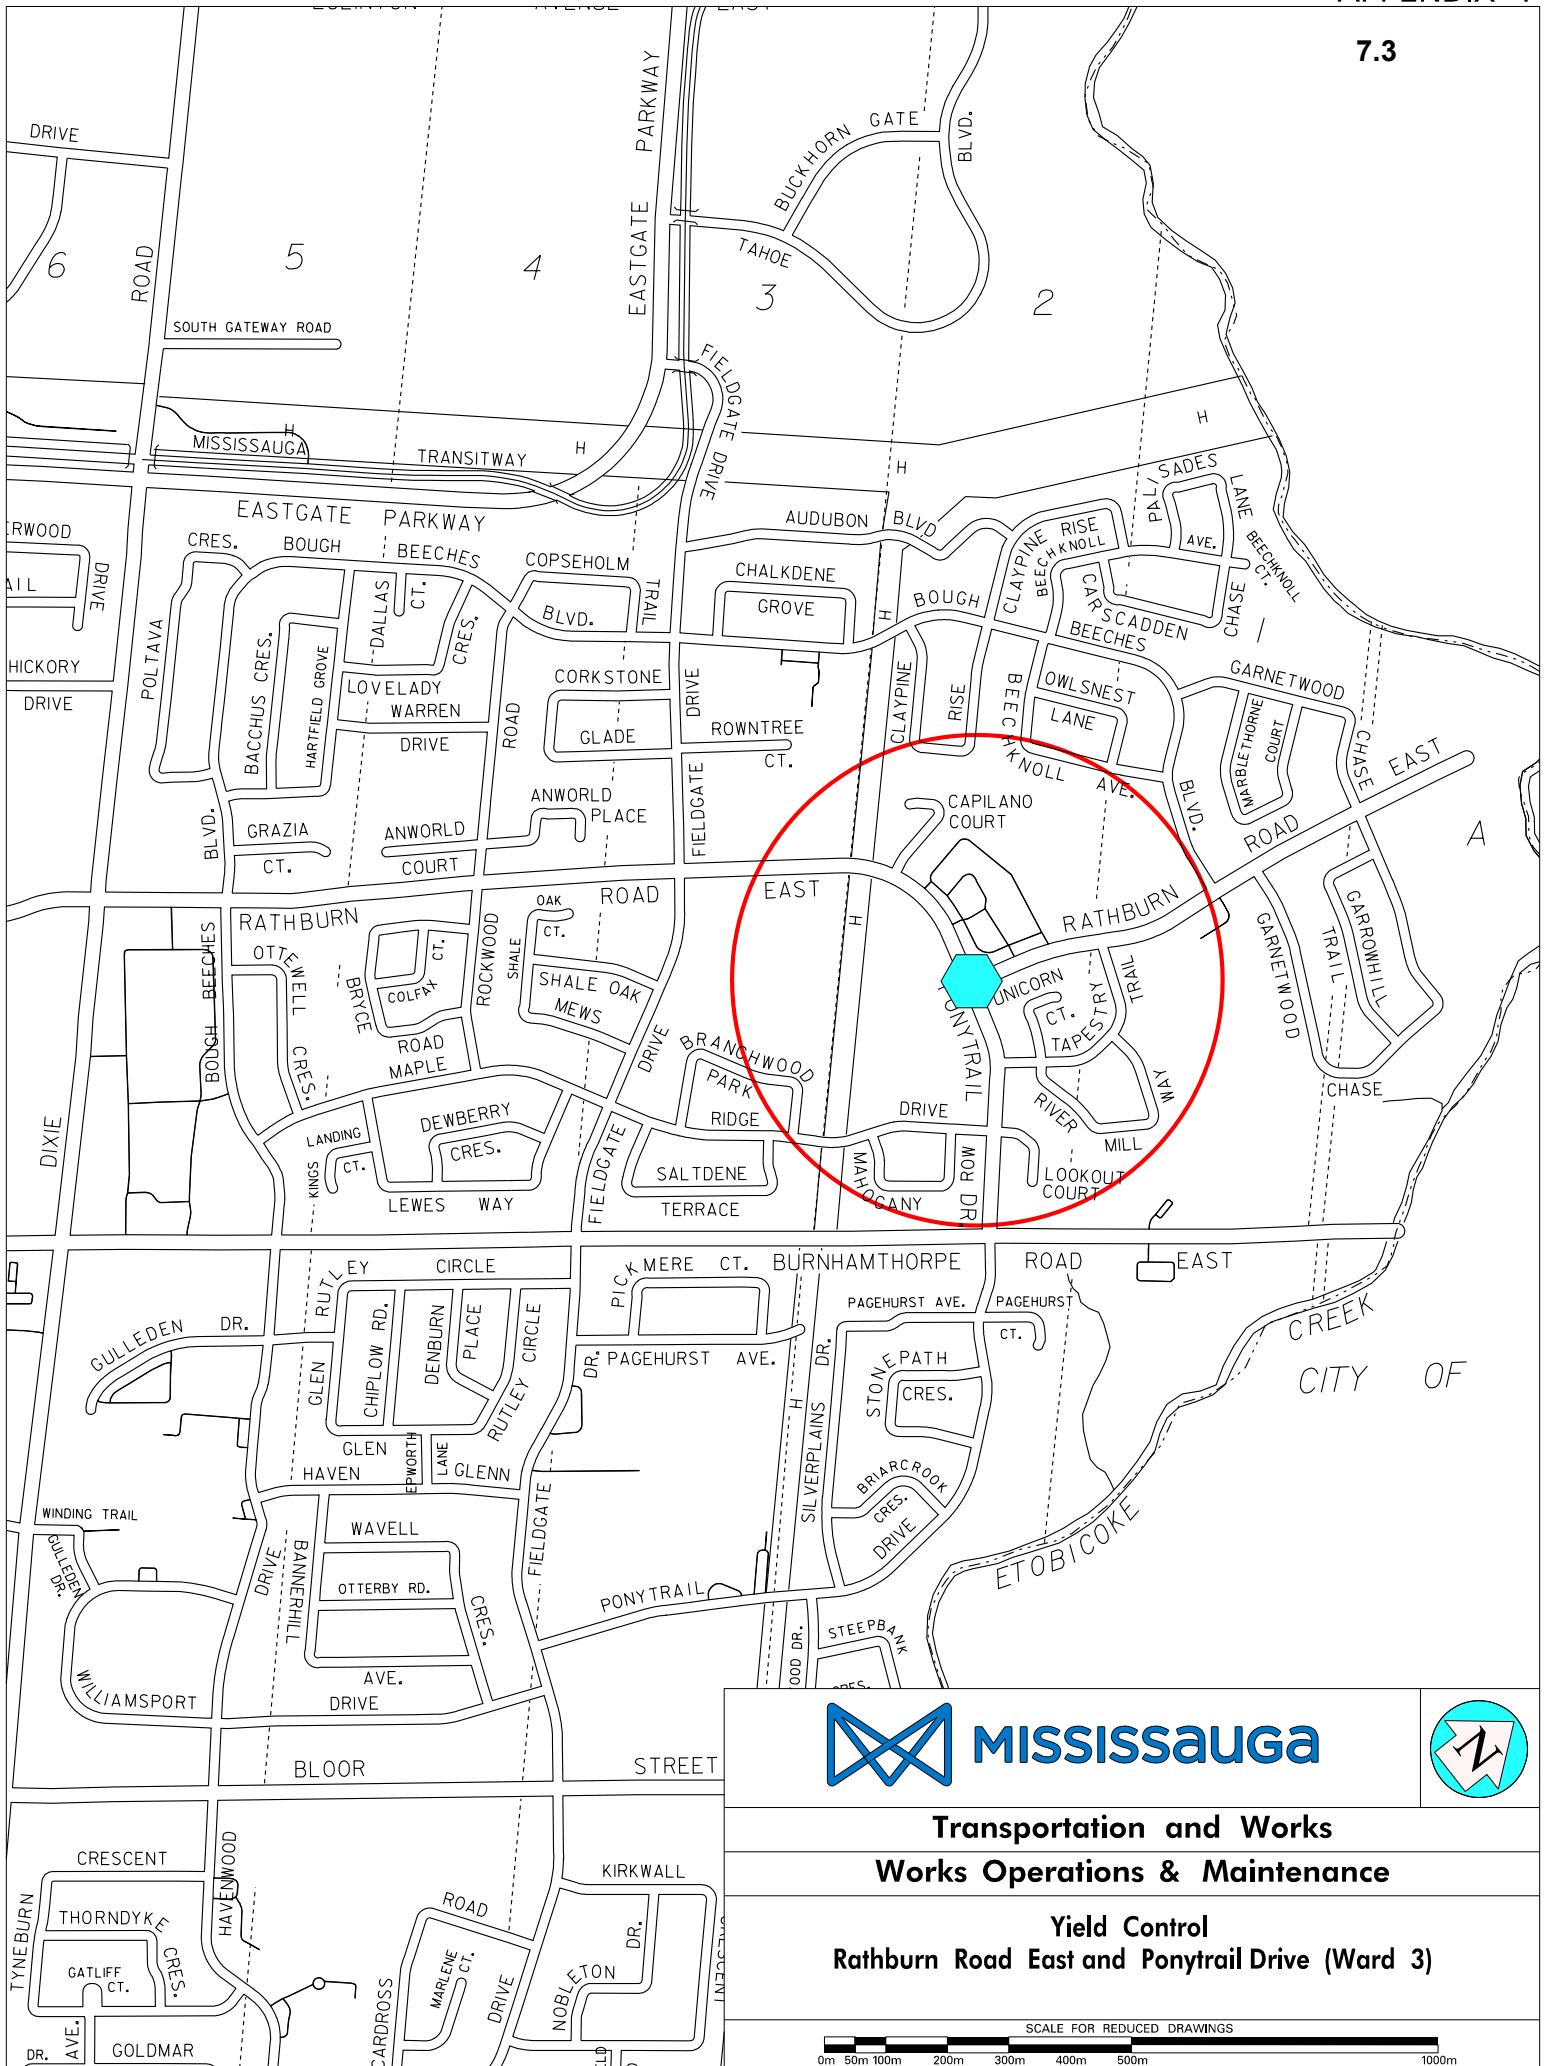 7.3
DRIVE
PARKWAY
EASTGATE
BUCKHORN GATE
BLVD.
TAHOE
6
ROAD
5
4
3
2
SOUTH GATEWAY ROAD
FIELDGATE DRIVE
MISSISSAUGA TRANSITWAY
H
H
H
H
EASTGATE PARKWAY
AUDUBON BLVD
PALISADES
LANE
BEECHKNOLL
CT.
AVE.
CLAYPINE RISE
BEECHKNOLL
DRIVE
CRES.
BOUGH BEECHES
BLVD.
COPSEHOLM
TRAIL
CHALKDENE
GROVE
BOUGH
BEECHES
CARSCADDEN
CHASE
DALLAS
CT.
CRES.
H
HICKORY
DRIVE
POLTAVA
BACCHUS CRES.
HARTFIELD GROVE
LOVELADY
WARREN
DRIVE
ROAD
CORKSTONE
GLADE
DRIVE
ROWNTREE
CT.
CLAYPINE
RISE
BEECHKNOLL AVE.
OWLSNEST
LANE
GARNETWOOD
CHASE
MARBLETHORNE
COURT
BLVD.
ROAD EAST
ANWORLD
PLACE
FIELDGATE
CAPILANO
COURT
BLVD.
GRAZIA
CT.
ANWORLD
COURT
A
RATHBURN
ROAD
EAST
RATHBURN
OAK
CT.
SHALE
SHALE OAK
MEWS
ROCKWOOD
BOUGH BEECHES
OTTEWELL
CRES.
BRYCE
COLFAX
CT.
ROAD
MAPLE
H
UNICORN
CT.
TAPESTRY
TRAIL
PONYTRAIL
GARNETWOOD
TRAIL
GARROWHILL
CHASE
DRIVE
BRANCHWOOD
PARK
RIDGE
DRIVE
RIVER
MILL
WAY
DIXIE
LANDING
CT.
KINGS
DEWBERRY
CRES.
LEWES WAY
FIELDGATE
SALTDENE
TERRACE
MAHOGANY
WOR DR.
LOOKOUT
COURT
BURNHAMTHORPE ROAD EAST
RUTLEY CIRCLE
PICKMERE CT.
PAGEHURST AVE.
PAGEHURST
CT.
CREEK
GULLEDEN DR.
GLEN
CHIPLOW RD.
DENBURN
PLACE
RUTLEY CIRCLE
DR.
PAGEHURST AVE.
DR.
STONEPATH
CRES.
CITY OF
GLEN
HAVEN
EPWORTH
LANE
GLENN
H
SILVERPLAINS
BRIARCROOK
CRES.
DRIVE
WINDING TRAIL
GULLEDEN
DR.
WAVELL
CRES.
FIELDGATE
DRIVE
BANNERHILL
OTTERBY RD.
AVE.
ETOBICOKE
PONYTRAIL
STEEPBANK
WILLIAMSPORT
DRIVE
BLOOR
STREET
MISSISSAUGA
N
Transportation and Works
Works Operations & Maintenance
Yield Control
Rathburn Road East and Ponytrail Drive (Ward 3)
SCALE FOR REDUCED DRAWINGS
0m 50m 100m 200m 300m 400m 500m 1000m
CRESCENT
HAVENWOOD
THORNDYKE
CRES.
TYNEBURN
GATLIFF
CT.
DR.
AVE.
GOLDMAR
ROAD
CARDROSS
MARLENE
CT.
DRIVE
KIRKWALL
DR.
NOBLETON